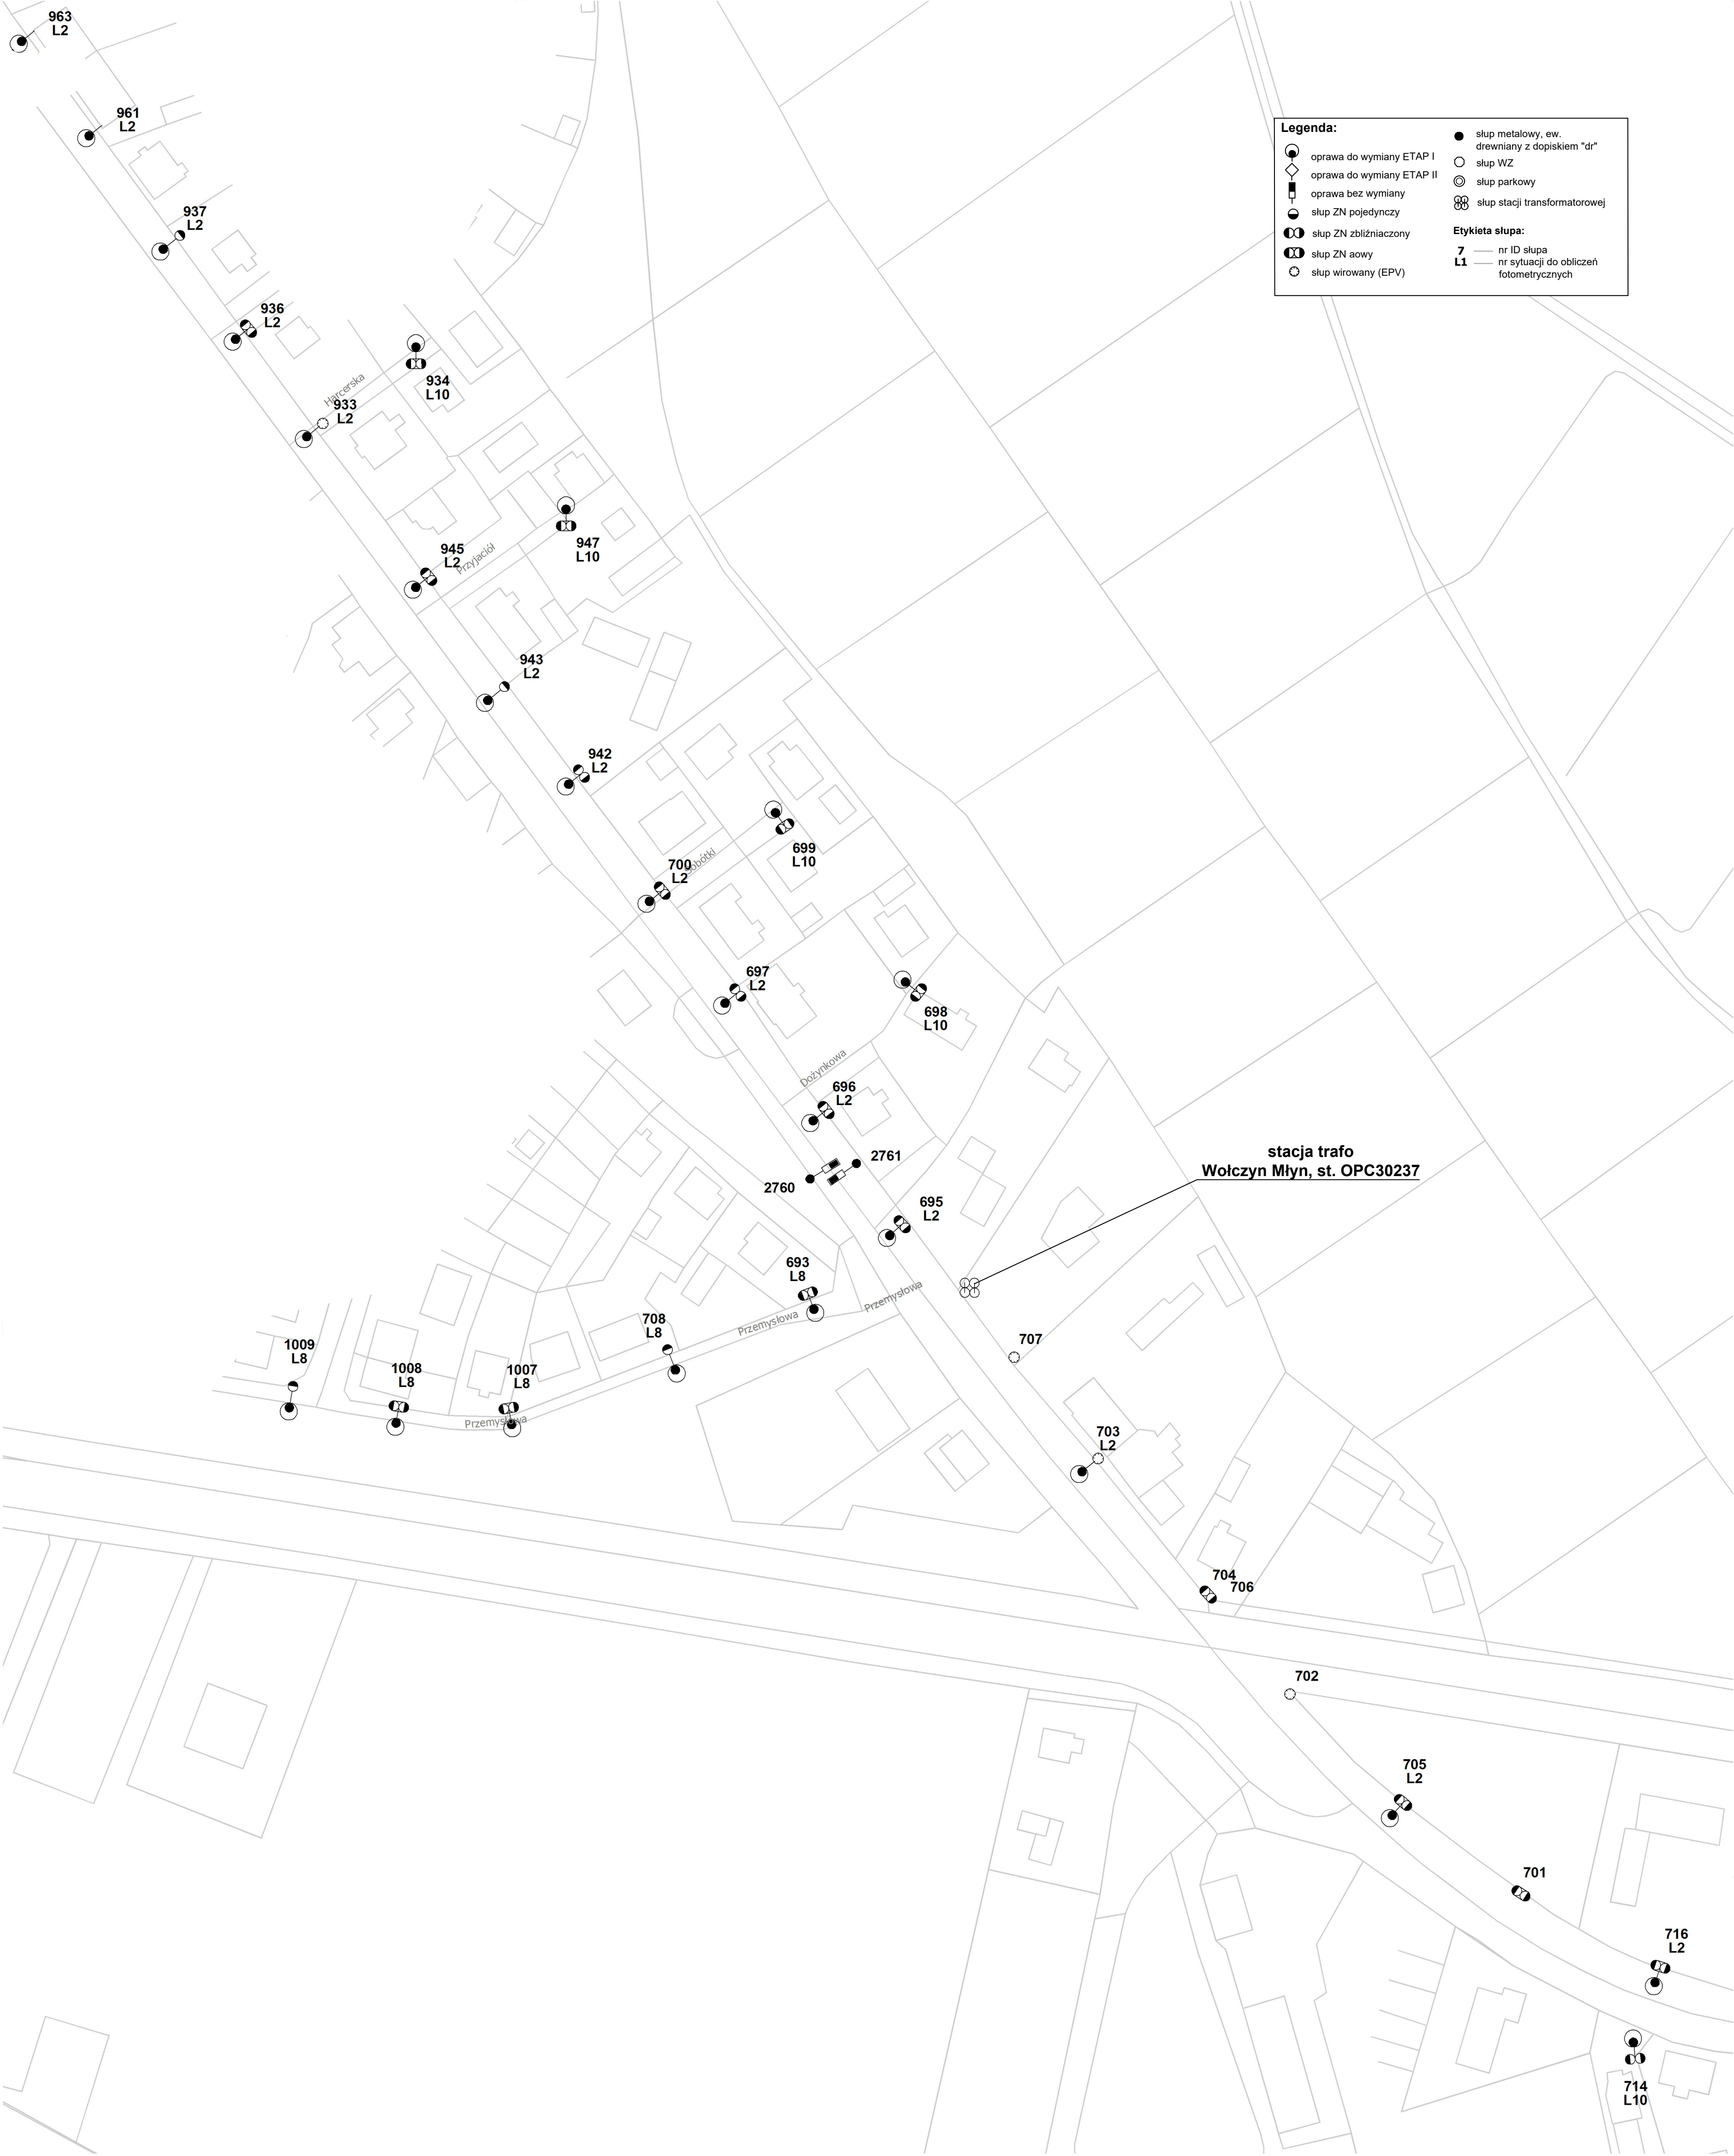 963
L2
961
L2
937
L2
936
L2
934
L10
Harcerska
933
L2
947
L10
945
L2
Przyjaciół
943
L2
942
L2
699
L10
700
L2
697
L2
698
L10
Dożynkowa
696
L2
2761
2760
stacja trafo
Wołczyn Młyn, st. OPC30237
695
L2
693
L8
Przemysłowa
Przemysłowa
708
L8
707
1009
L8
1008
L8
1007
L8
Przemysłowa
703
L2
704
706
702
705
L2
701
716
L2
714
L10
Legenda:
oprawa do wymiany ETAP I
oprawa do wymiany ETAP II
oprawa bez wymiany
słup ZN pojedynczy
słup ZN zbliźniaczony
słup ZN aowy
słup wirowany (EPV)
słup metalowy, ew.
drewniany z dopiskiem "dr"
słup WZ
słup parkowy
słup stacji transformatorowej
Etykieta słupa:
7 nr ID słupa
L1 nr sytuacji do obliczeń
fotometrycznych